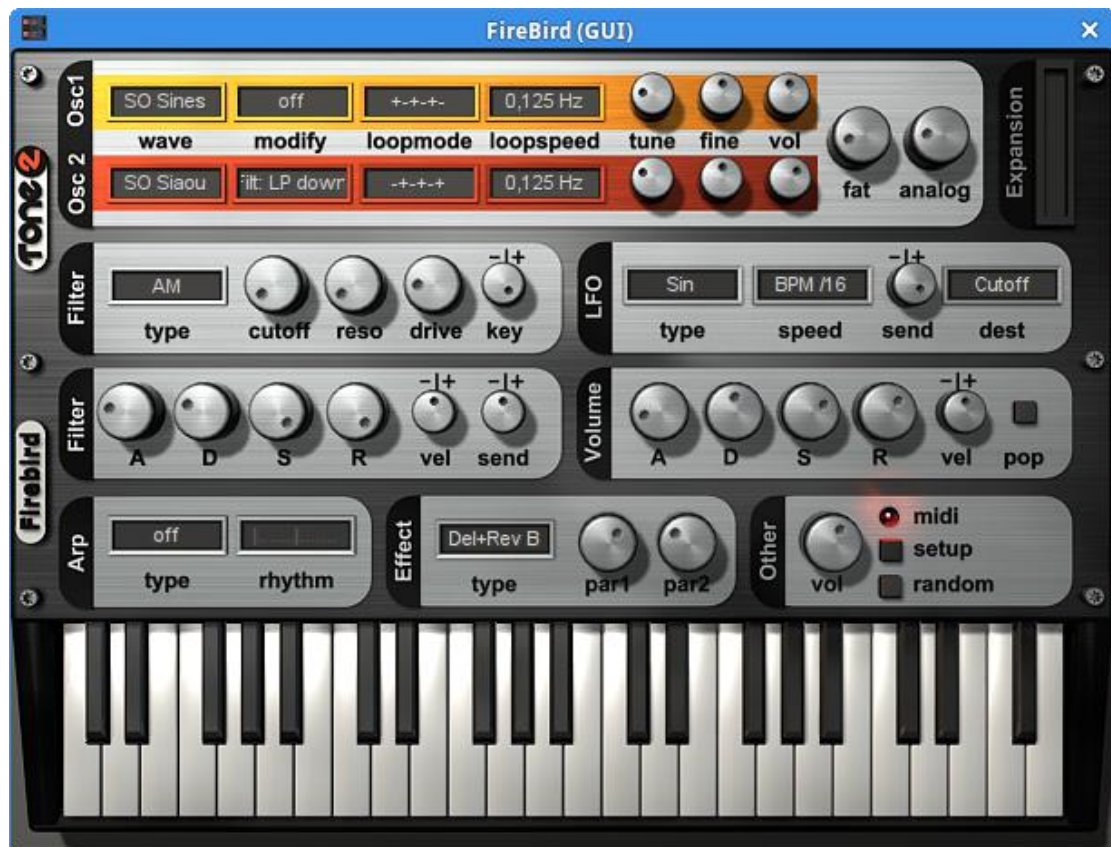 FireBird (GUI)
TONE2
Osc1
SO Sines off +-+-+- 0,125 Hz
wave modify loopmode loopspeed tune fine vol
Osc 2
SO Siaou Filt: LP down -+-+-+ 0,125 Hz
fat analog
Expansion
Filter
AM
-|+
type cutoff reso drive key
LFO
Sin BPM /16 -|+ Cutoff
type speed send dest
Filter
-|+ -|+
A D S R vel send
Volume
-|+
A D S R vel pop
Firebird
Arp
off
type rhythm
Effect
Del+Rev B
type par1 par2
Other
vol
midi
setup
random